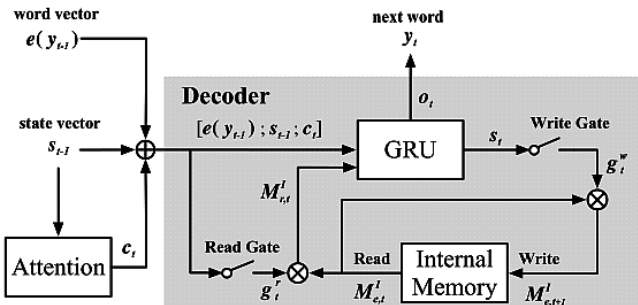 word vector
e(y_{t-1})
next word
y_t
Decoder
o_t
[e(y_{t-1}) ; s_{t-1} ; c_t]
state vector
s_{t-1}
GRU
s_t
Write Gate
g_t^w
M_{r,t}^I
c_t
Attention
Read Gate
g_t^r
Read
M_{e,t}^I
Internal
Memory
Write
M_{e,t+1}^I